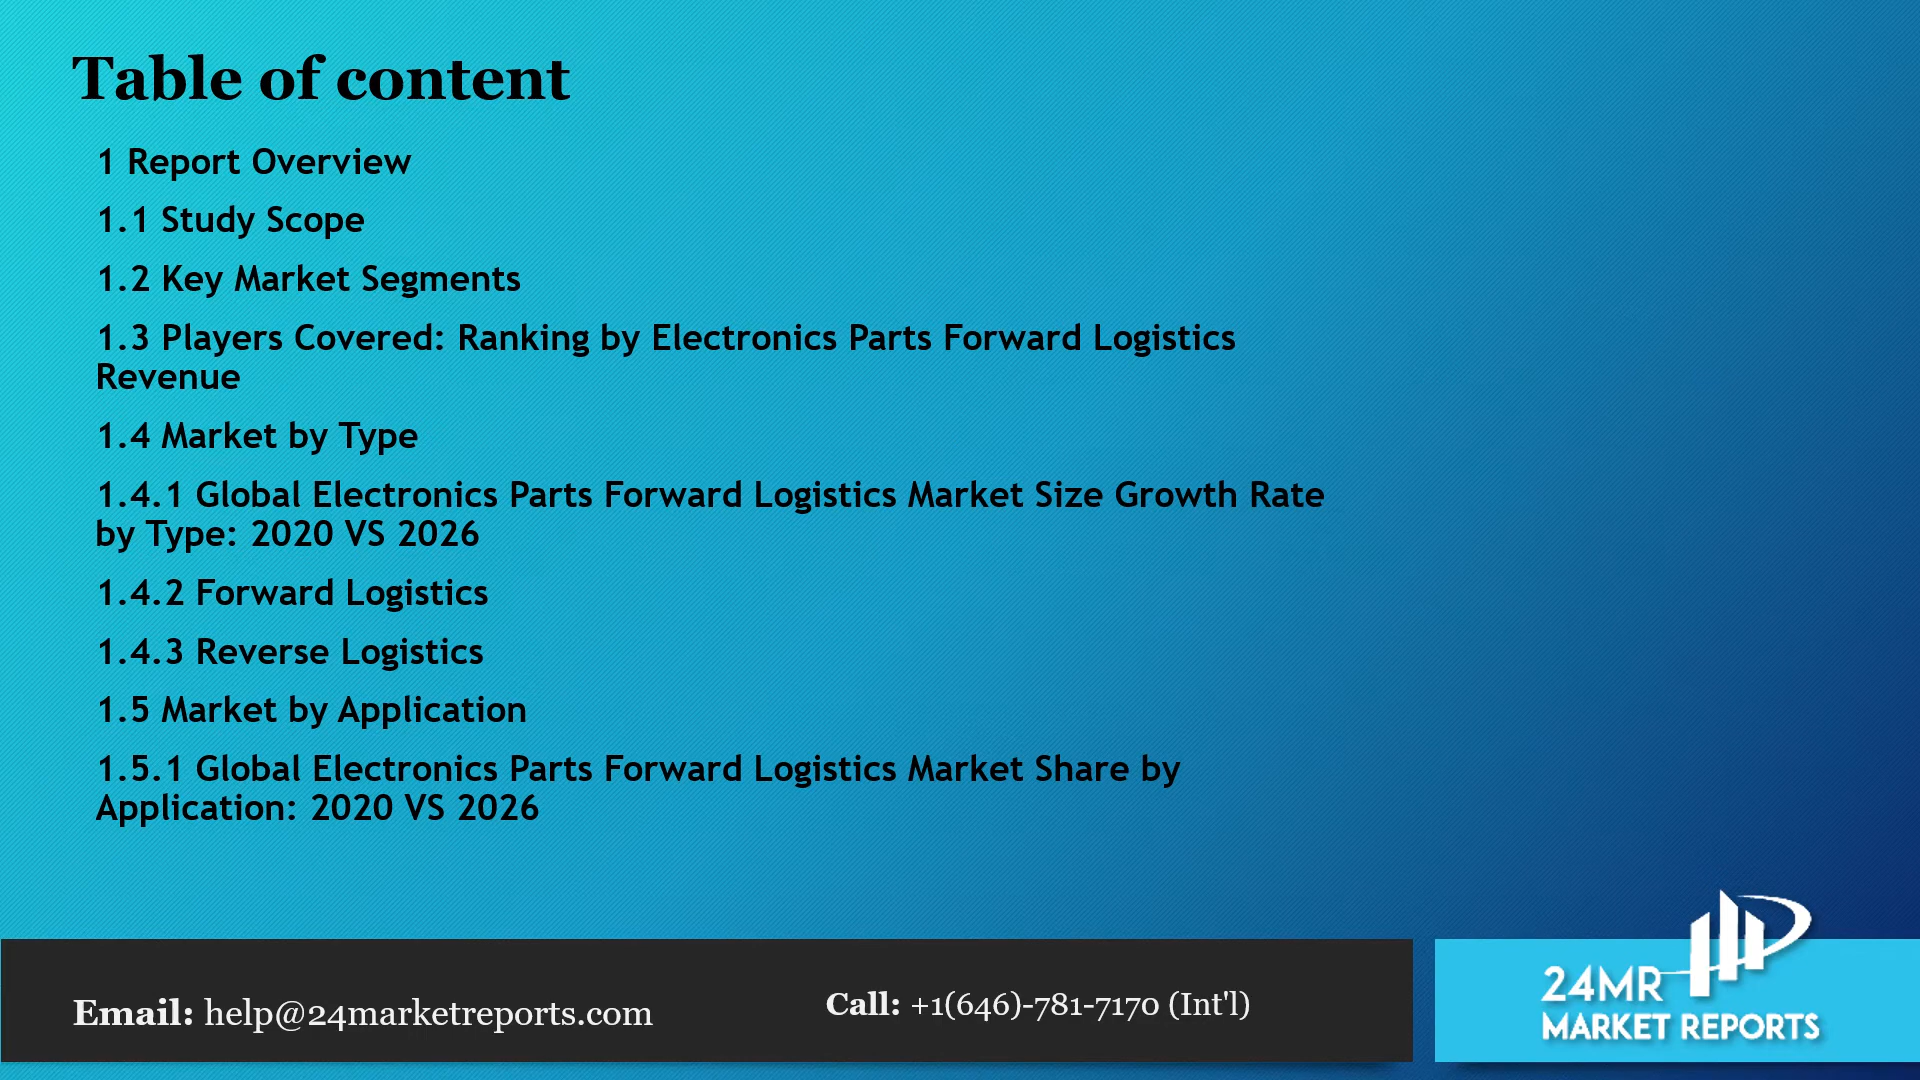 Table of content
1 Report Overview
1.1 Study Scope
1.2 Key Market Segments
1.3 Players Covered: Ranking by Electronics Parts Forward Logistics
Revenue
1.4 Market by Type
1.4.1 Global Electronics Parts Forward Logistics Market Size Growth Rate
by Type: 2020 VS 2026
1.4.2 Forward Logistics
1.4.3 Reverse Logistics
1.5 Market by Application
1.5.1 Global Electronics Parts Forward Logistics Market Share by
Application: 2020 VS 2026
Email: help@24marketreports.com
Call: +1(646)-781-7170 (Int'l)
24MR
MARKET REPORTS